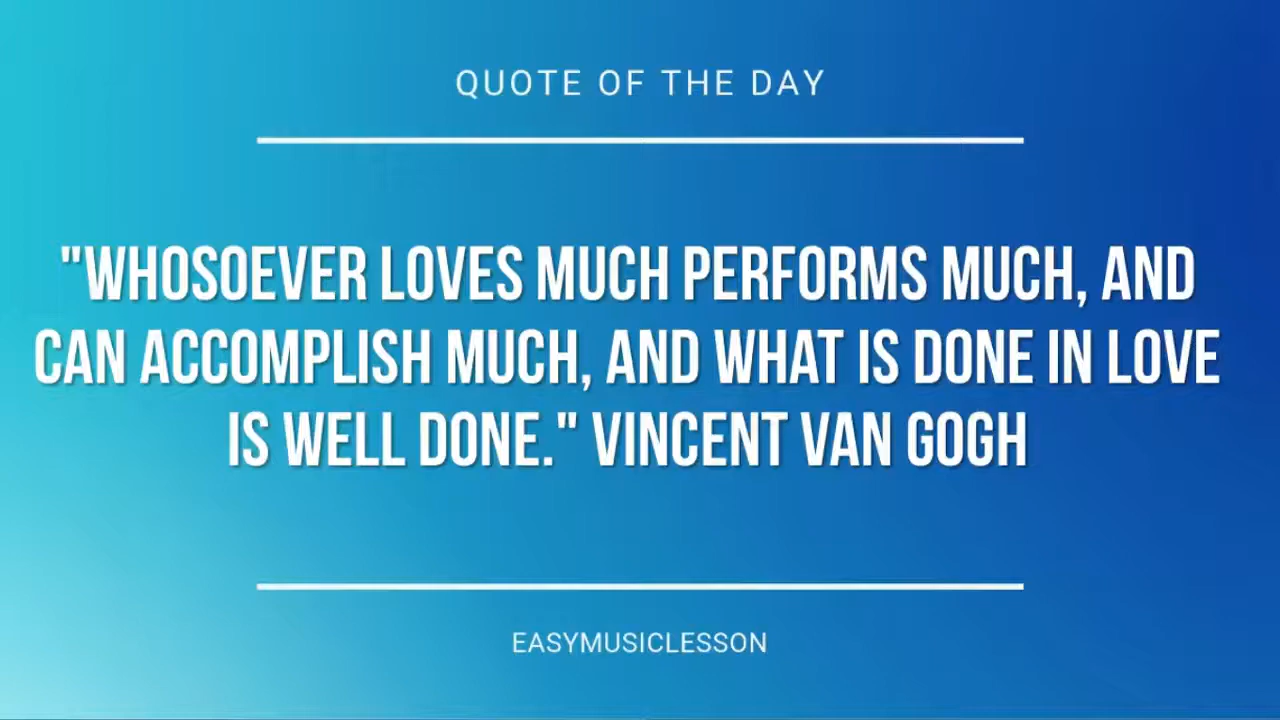 QUOTE OF THE DAY
"WHOSOEVER LOVES MUCH PERFORMS MUCH, AND
CAN ACCOMPLISH MUCH, AND WHAT IS DONE IN LOVE
IS WELL DONE." VINCENT VAN GOGH
EASYMUSICLESSON